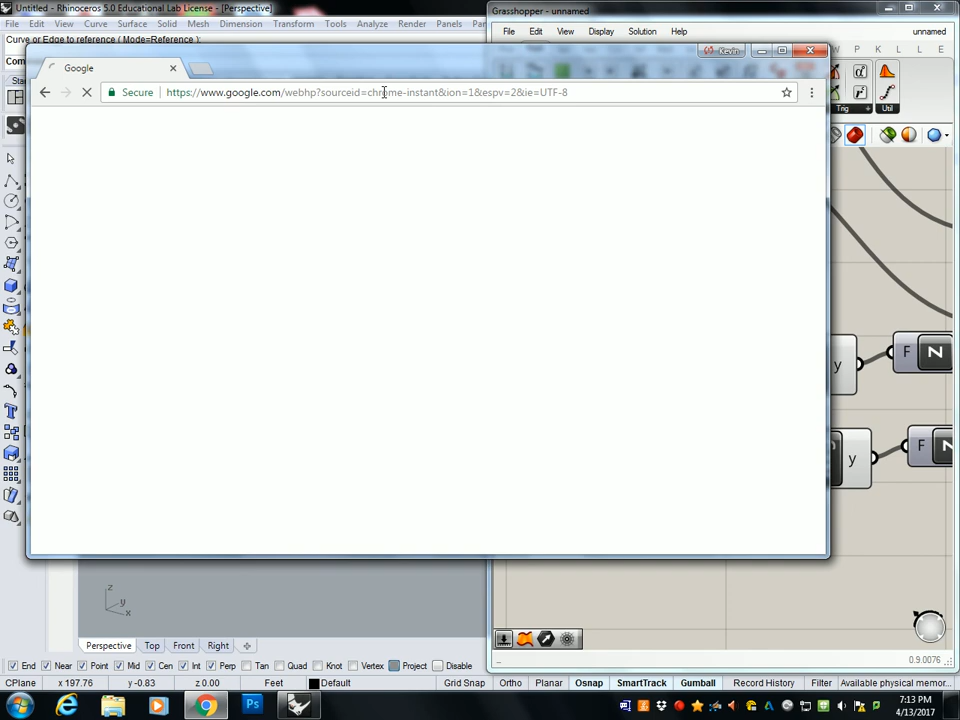 Untitled - Rhinoceros 5.0 Educational Lab License - [Perspective]
Grasshopper - unnamed
File Edit View Curve Surface Solid Mesh Dimension Transform Tools Analyze Render Panels
File Edit View Display Solution Help
unnamed
Curve or Edge to reference ( Mode=Reference ):
Kevin
W P K L E
Google
Secure
https://www.google.com/webhp?sourceid=chrome-instant&ion=1&espv=2&ie=UTF-8
Trig
Util
y F N
y F
z
y
x
Perspective Top Front Right
End Near Point Mid Cen Int Perp Tan Quad Knot Vertex Project Disable
0.9.0076
CPlane x 197.76 y -0.83 z 0.00 Feet Default Grid Snap Ortho Planar Osnap SmartTrack Gumball Record History Filter Available physical memor...
7:13 PM
4/13/2017